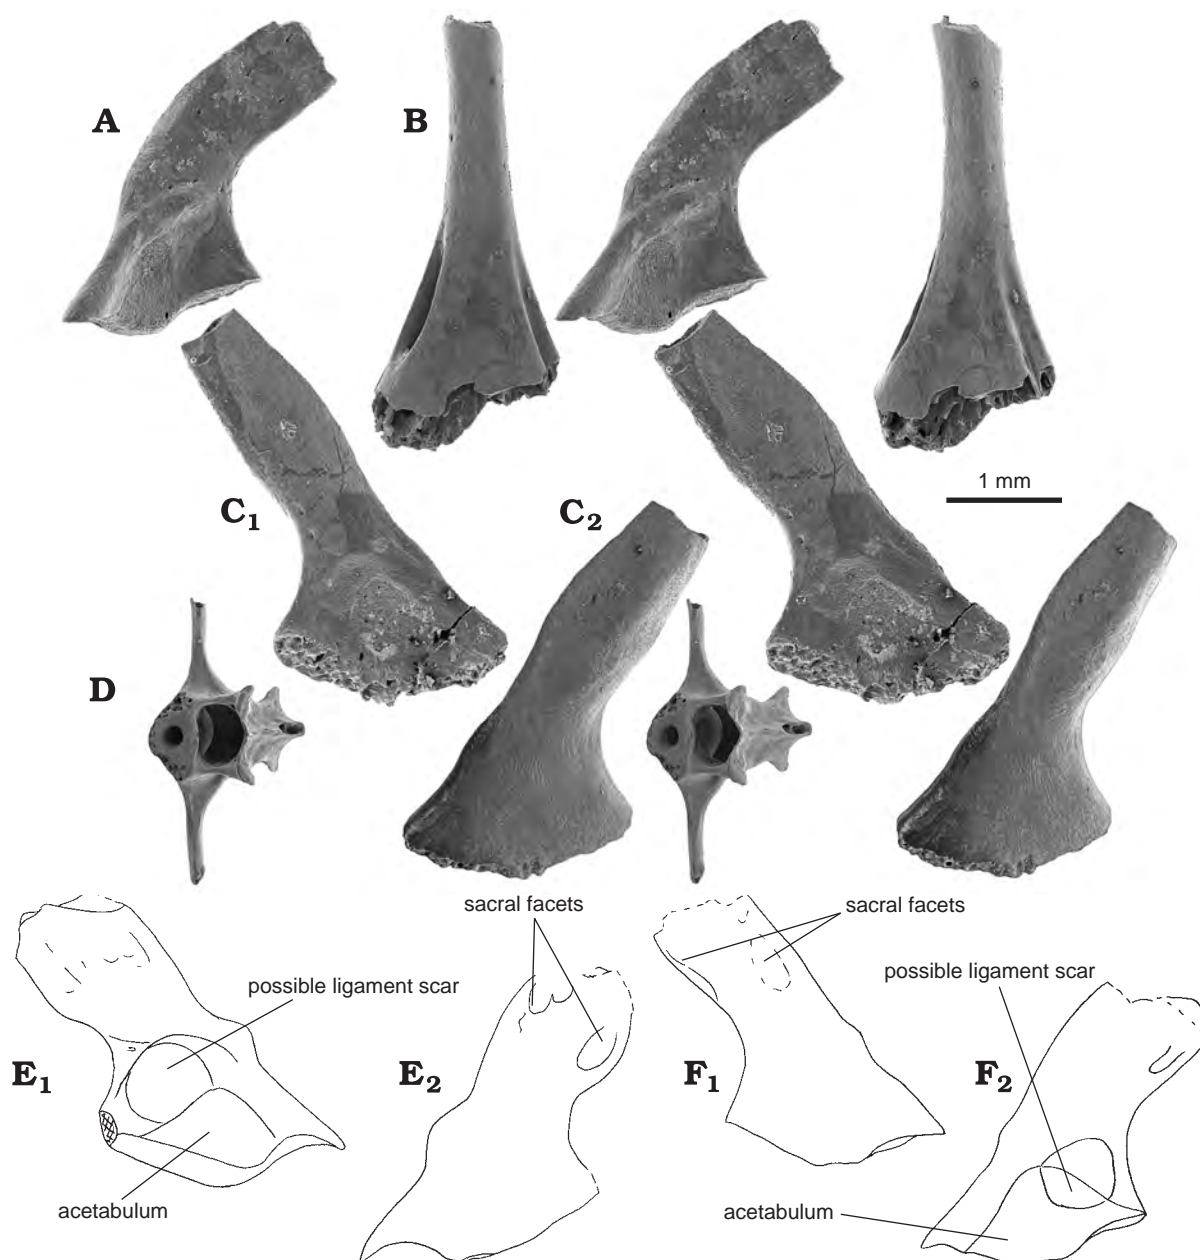 A
B
1 mm
C1
C2
D
sacral facets
sacral facets
possible ligament scar
possible ligament scar
E1
E2
F1
F2
acetabulum
acetabulum